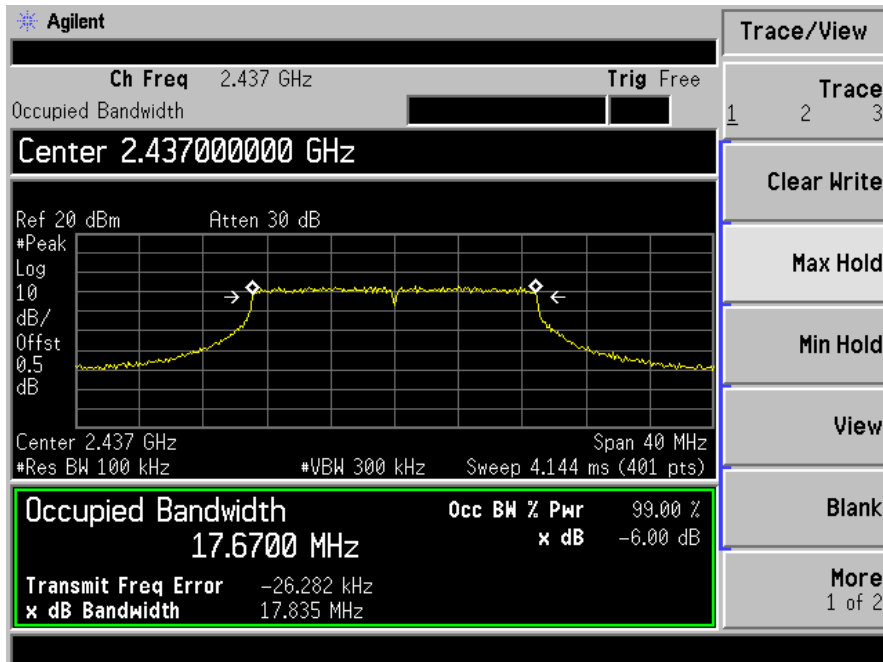 Agilent
Trace/View
Ch Freq 2.437 GHz Trig Free
Occupied Bandwidth
Center 2.437000000 GHz
Ref 20 dBm Atten 30 dB
#Peak
Log
10
dB/
Offst
0.5
dB
Center 2.437 GHz Span 40 MHz
#Res BW 100 kHz #VBW 300 kHz Sweep 4.144 ms (401 pts)
Occupied Bandwidth
17.6700 MHz
Occ BW % Pwr 99.00 %
x dB -6.00 dB
Transmit Freq Error -26.282 kHz
x dB Bandwidth 17.835 MHz
Trace
1 2 3
Clear Write
Max Hold
Min Hold
View
Blank
More
1 of 2